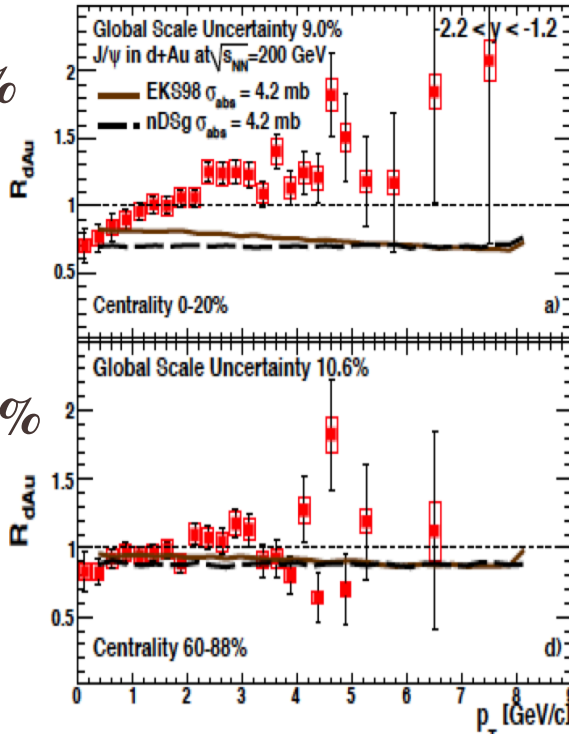 Global Scale Uncertainty 9.0%
-2.2 < y < -1.2
J/ψ in d+Au at √sNN=200 GeV
2
%
EKS98 σabs = 4.2 mb
nDSg σabs = 4.2 mb
1.5
RdAu
1
0.5
Centrality 0-20%
a)
Global Scale Uncertainty 10.6%
2
%
1.5
RdAu
1
0.5
Centrality 60-88%
d)
0 1 2 3 4 5 6 7 8 9
pT [GeV/c]